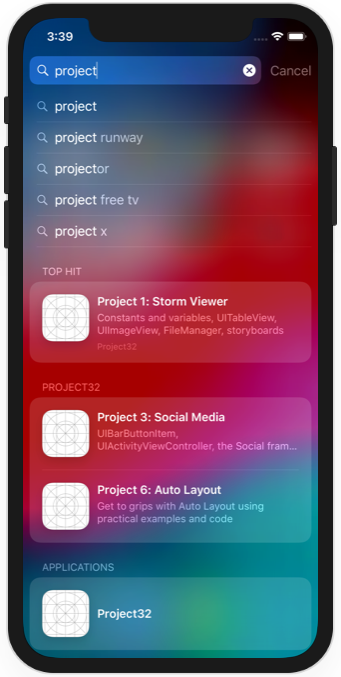 3:39
project
Cancel
project
project runway
projector
project free tv
project x
TOP HIT
Project 1: Storm Viewer
Constants and variables, UITableView,
UIImageView, FileManager, storyboards
Project32
PROJECT32
Project 3: Social Media
UIBarButtonItem,
UIActivityViewController, the Social fram...
Project 6: Auto Layout
Get to grips with Auto Layout using
practical examples and code
APPLICATIONS
Project32